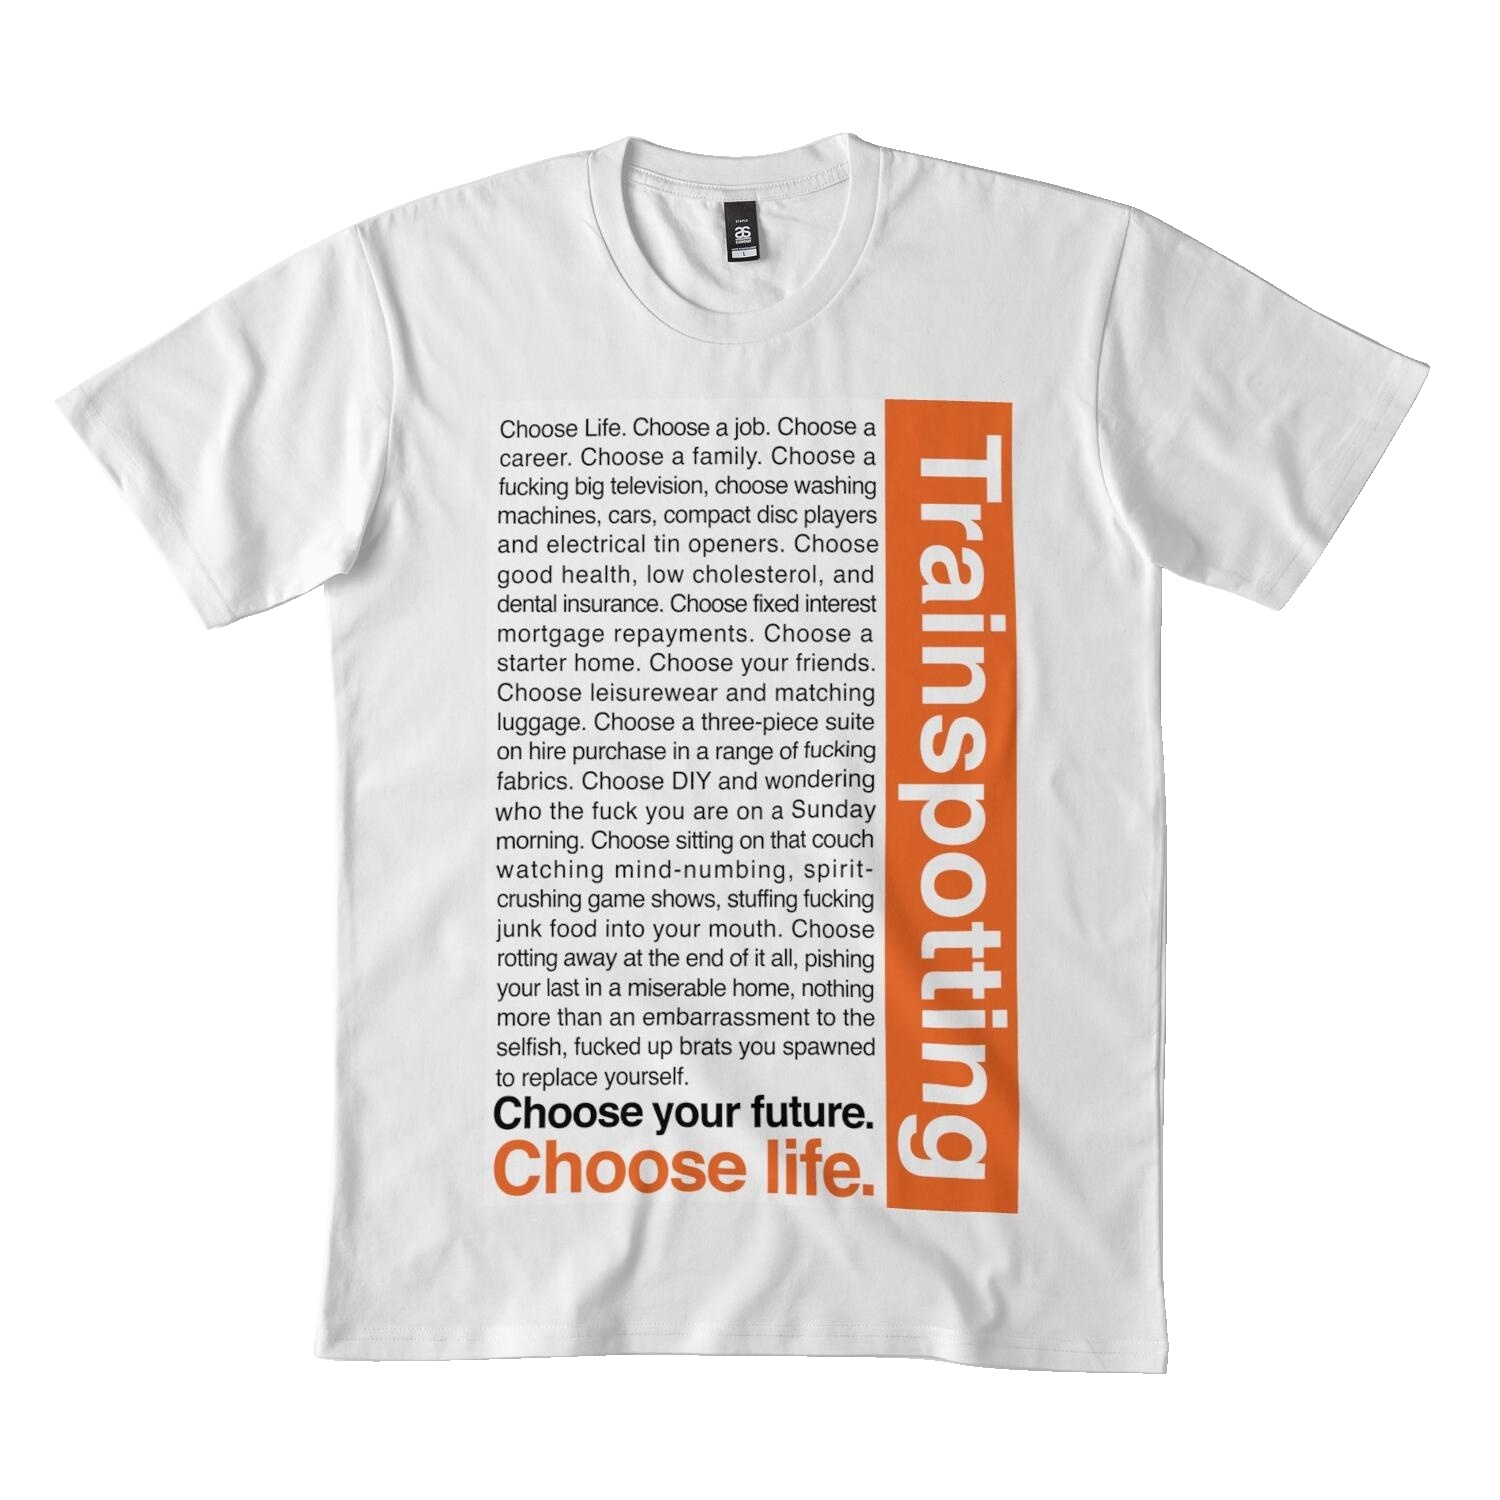 STAPLE
as
colour
L
Choose Life. Choose a job. Choose a
career. Choose a family. Choose a
fucking big television, choose washing
machines, cars, compact disc players
and electrical tin openers. Choose
good health, low cholesterol, and
dental insurance. Choose fixed interest
mortgage repayments. Choose a
starter home. Choose your friends.
Choose leisurewear and matching
luggage. Choose a three-piece suite
on hire purchase in a range of fucking
fabrics. Choose DIY and wondering
who the fuck you are on a Sunday
morning. Choose sitting on that couch
watching mind-numbing, spirit-
crushing game shows, stuffing fucking
junk food into your mouth. Choose
rotting away at the end of it all, pishing
your last in a miserable home, nothing
more than an embarrassment to the
selfish, fucked up brats you spawned
to replace yourself.
Choose your future.
Choose life.
Trainspotting